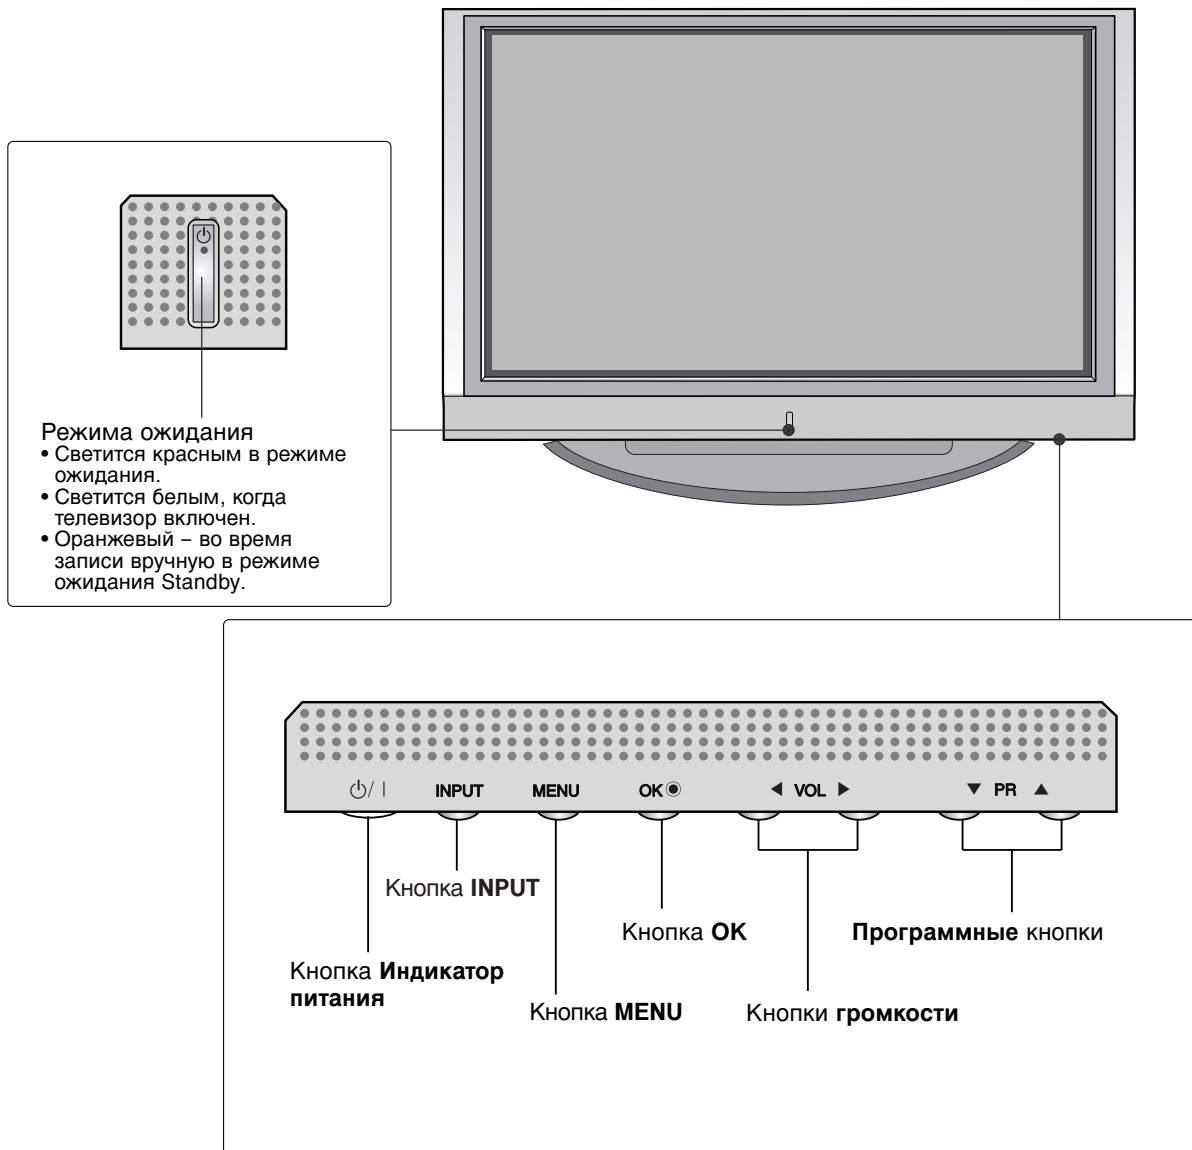 Режима ожидания
• Светится красным в режиме
ожидания.
• Светится белым, когда
телевизор включен.
• Оранжевый – во время
записи вручную в режиме
ожидания Standby.
⏻/ I INPUT MENU OK◉ ◀ VOL ▶ ▼ PR ▲
Кнопка INPUT
Кнопка OK
Программные кнопки
Кнопка Индикатор
питания
Кнопка MENU
Кнопки громкости